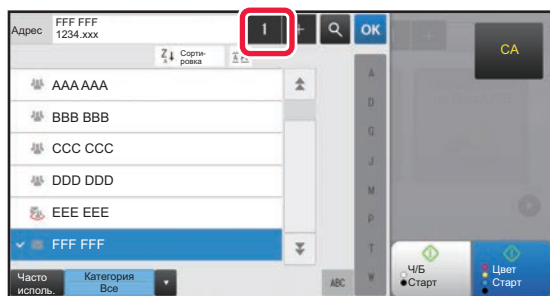 Адрес
FFF FFF
1234.xxx
1
+
OK
CA
Z
A
Сорти-
ровка
AAA AAA
BBB BBB
CCC CCC
DDD DDD
EEE EEE
FFF FFF
A
D
G
J
M
P
T
W
ABC
Часто
исполь.
Категория
Все
Ч/Б
Старт
Цвет
Старт